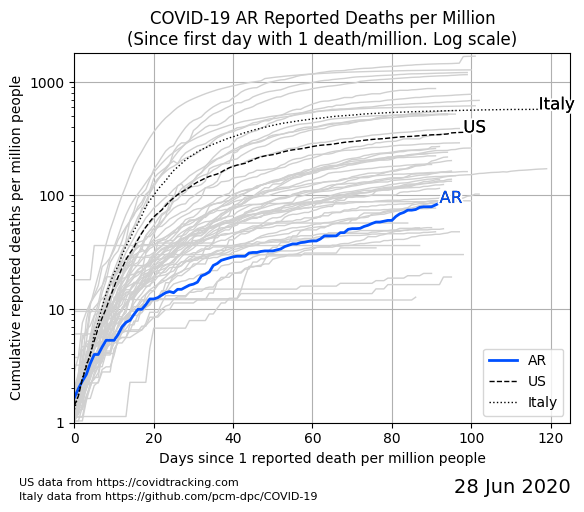 COVID-19 AR Reported Deaths per Million
(Since first day with 1 death/million. Log scale)
Cumulative reported deaths per million people
1000
100
10
1
Italy
US
AR
AR
US
Italy
0 20 40 60 80 100 120
Days since 1 reported death per million people
US data from https://covidtracking.com
Italy data from https://github.com/pcm-dpc/COVID-19
28 Jun 2020